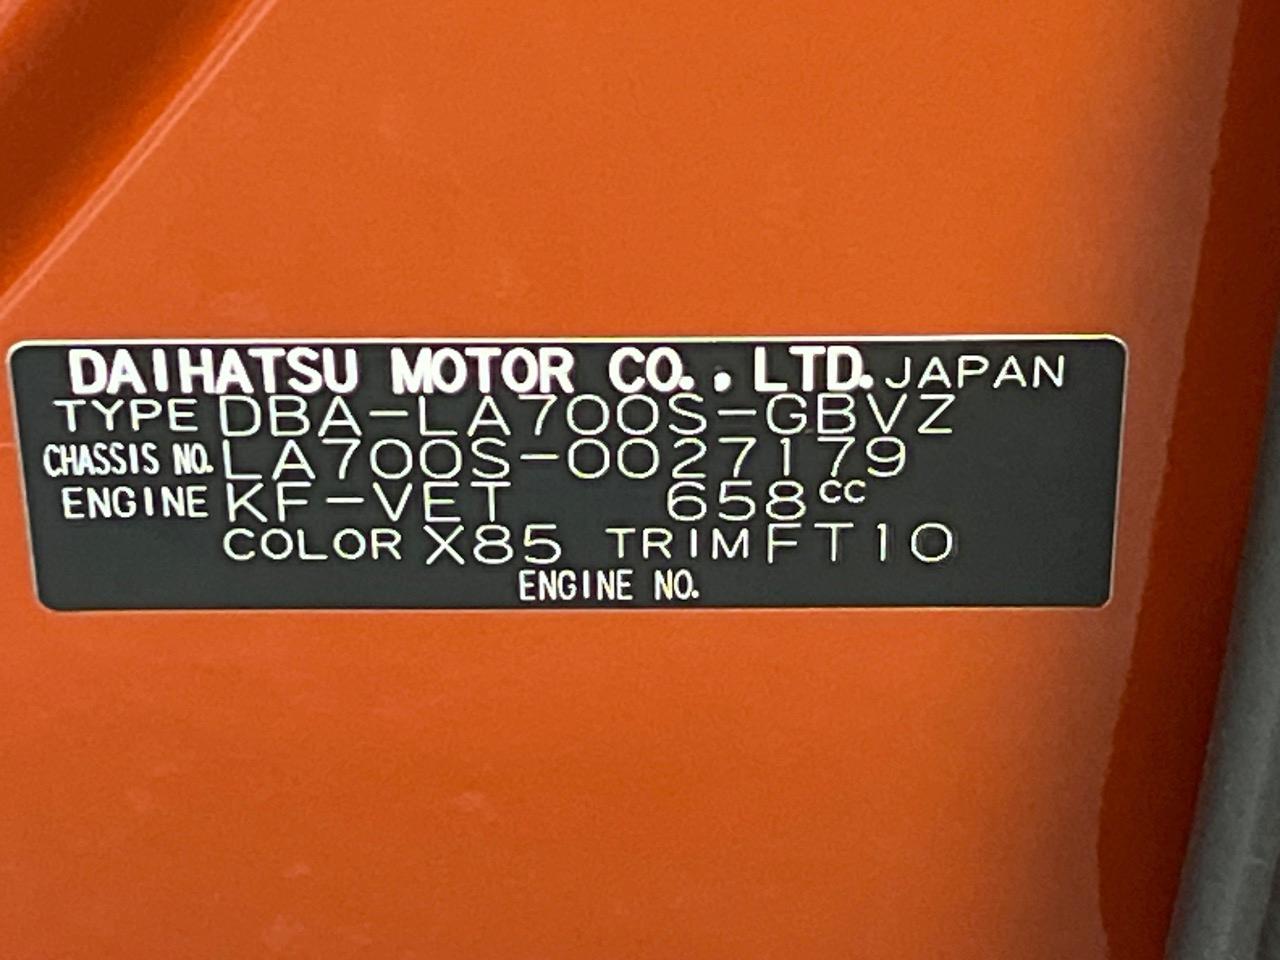 DAIHATSU MOTOR CO., LTD. JAPAN
TYPE DBA-LA700S-GBVZ
CHASSIS NO. LA700S-0027179
ENGINE KF-VET 658cc
COLOR X85 TRIM FT10
ENGINE NO.